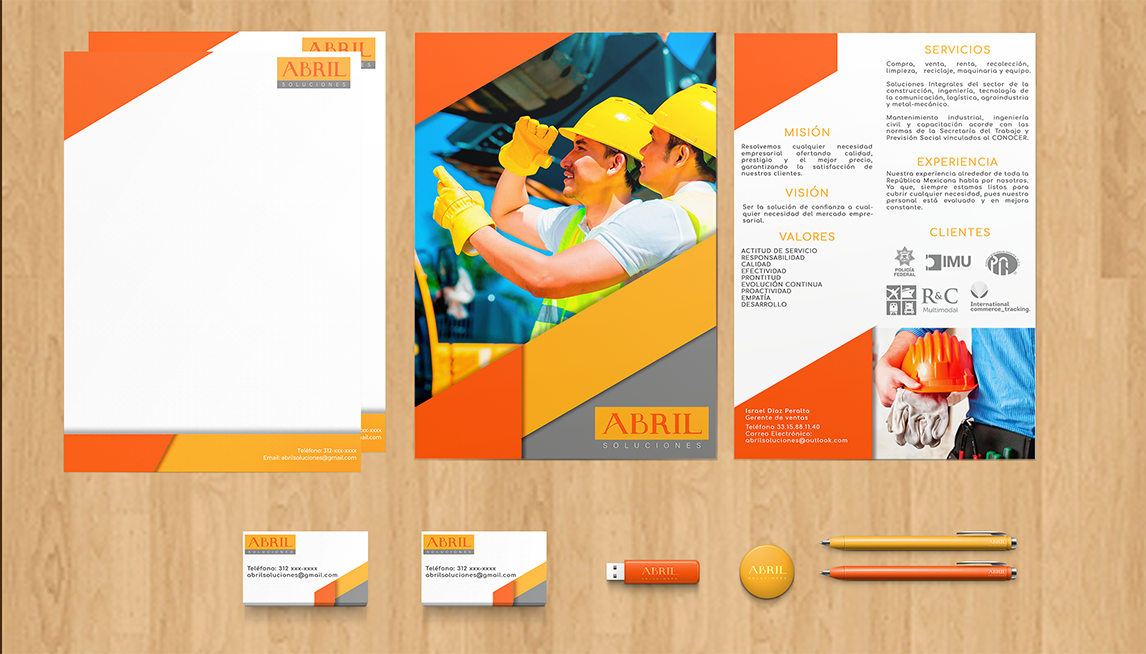 ABRIL
S
ABRIL
SOLUCIONES
xxx-xxx
ail.com
Teléfono: 312-xxx-xxxx
Email: abrilsoluciones@gmail.com
ABRIL
SOLUCIONES
MISIÓN
Resolvemos cualquier necesidad
empresarial ofertando calidad,
prestigio y el mejor precio,
garantizando la satisfacción de
nuestros clientes.
VISIÓN
Ser la solución de confianza a cual-
quier necesidad del mercado empre-
sarial.
VALORES
ACTITUD DE SERVICIO
RESPONSABILIDAD
CALIDAD
EFECTIVIDAD
PRONTITUD
EVOLUCIÓN CONTINUA
PROACTIVIDAD
EMPATÍA
DESARROLLO
Israel Díaz Peralta
Gerente de ventas
Teléfono 33.15.88.11.40
Correo Electrónico:
abrilsoluciones@outlook.com
SERVICIOS
Compra, venta, renta, recolección,
limpieza, reciclaje, maquinaria y equipo.
Soluciones Integrales del sector de la
construcción, ingeniería, tecnología de
la comunicación, logística, agroindustria
y metal-mecánico.
Mantenimiento industrial, ingeniería
civil y capacitación acorde con las
normas de la Secretaría del Trabajo y
Previsión Social vinculados al CONOCER.
EXPERIENCIA
Nuestra experiencia alrededor de toda la
República Mexicana habla por nosotros.
Ya que, siempre estamos listos para
cubrir cualquier necesidad, pues nuestro
personal está evaluado y en mejora
constante.
CLIENTES
POLICÍA
FEDERAL
IMU
R&C
Multimodal
International
commerce_tracking.
ABRIL
SOLUCIONES
Teléfono: 312 xxx-xxxx
abrilsoluciones@gmail.com
ABRIL
SOLUCIONES
Teléfono: 312 xxx-xxxx
abrilsoluciones@gmail.com
ABRIL
SOLUCIONES
ABRIL
SOLUCIONES
ABRIL
ABRIL